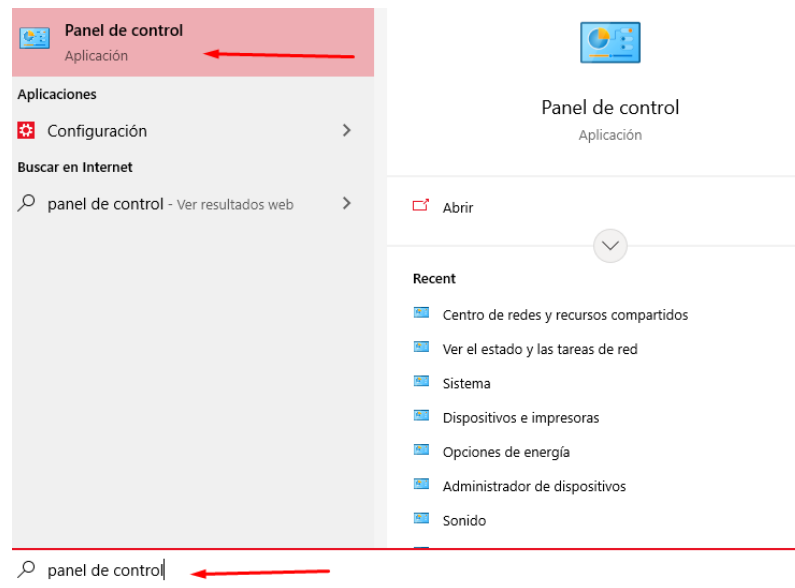 Panel de control
Aplicación
Aplicaciones
Configuración
Buscar en Internet
panel de control - Ver resultados web
Panel de control
Aplicación
Abrir
Recent
Centro de redes y recursos compartidos
Ver el estado y las tareas de red
Sistema
Dispositivos e impresoras
Opciones de energía
Administrador de dispositivos
Sonido
panel de control